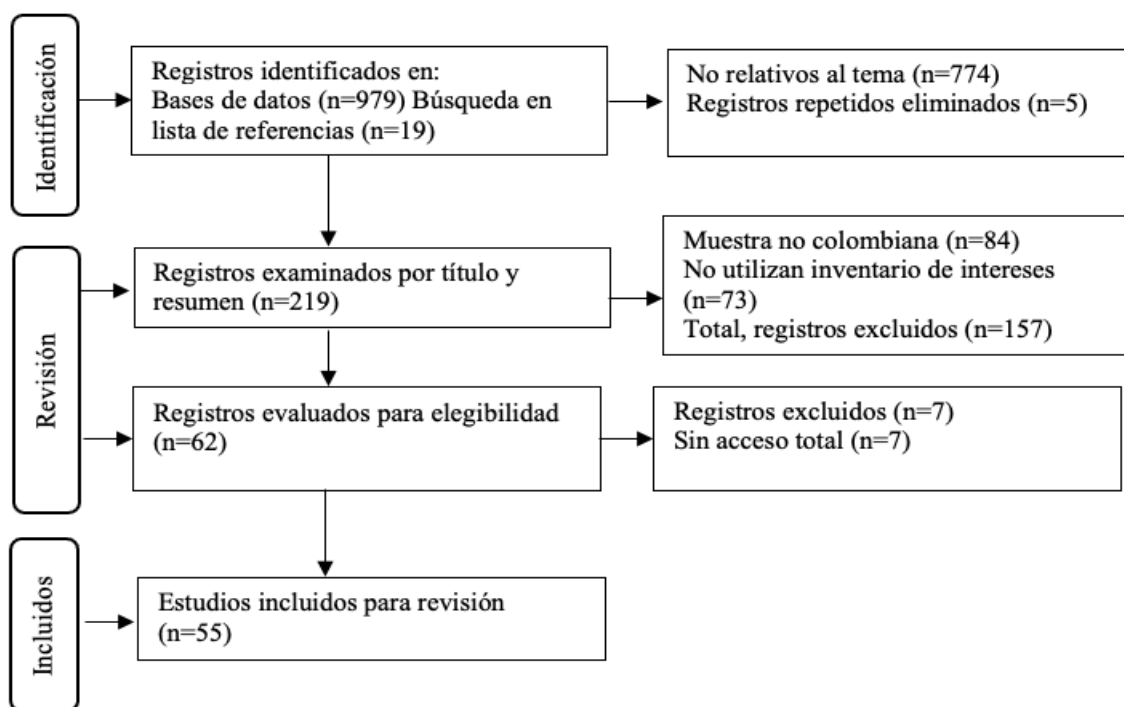 Identificación
Registros identificados en:
Bases de datos (n=979) Búsqueda en
lista de referencias (n=19)
No relativos al tema (n=774)
Registros repetidos eliminados (n=5)
Revisión
Registros examinados por título y
resumen (n=219)
Muestra no colombiana (n=84)
No utilizan inventario de intereses
(n=73)
Total, registros excluidos (n=157)
Registros evaluados para elegibilidad
(n=62)
Registros excluidos (n=7)
Sin acceso total (n=7)
Incluidos
Estudios incluidos para revisión
(n=55)